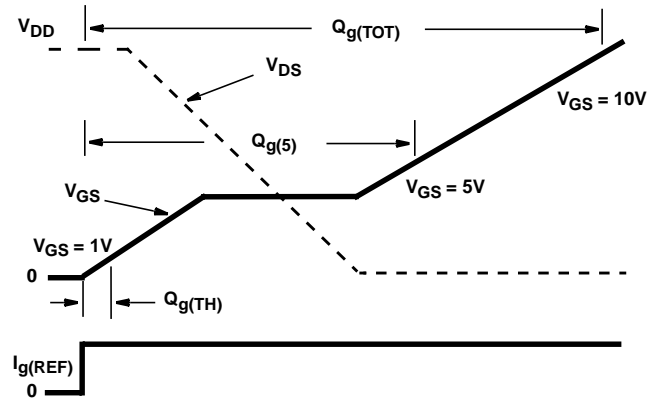 V_DD
Q_g(TOT)
V_DS
V_GS = 10V
Q_g(5)
V_GS
V_GS = 5V
V_GS = 1V
0
Q_g(TH)
I_g(REF)
0